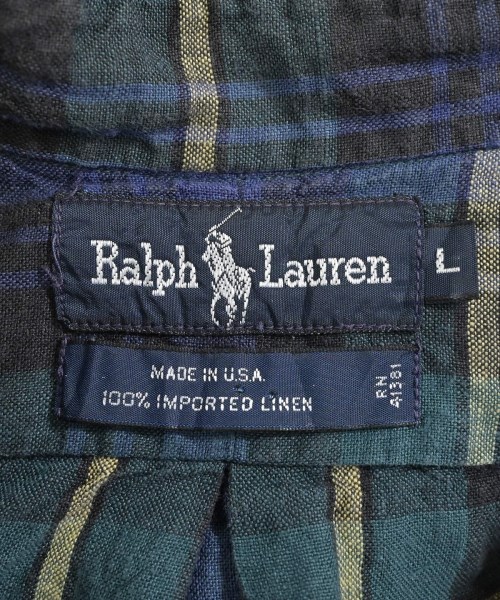 Ralph Lauren
L
MADE IN U.S.A.
100% IMPORTED LINEN
RN
41381